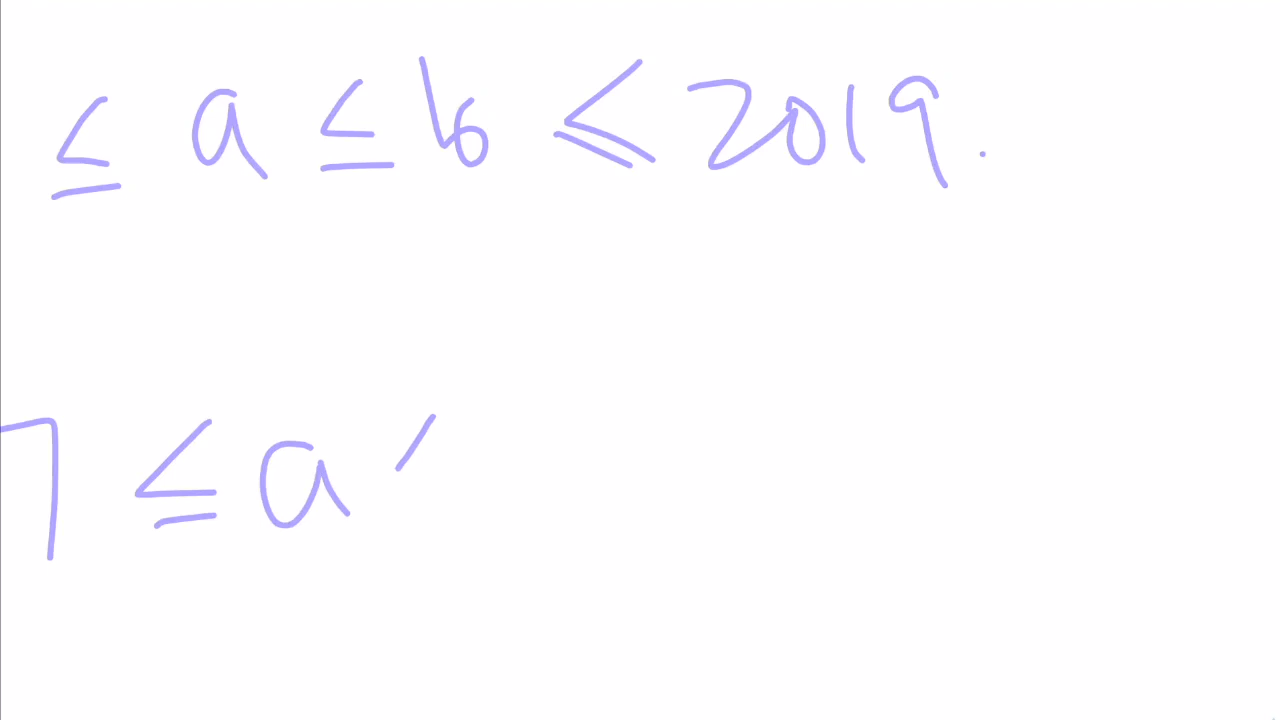 ≤ a ≤ b ≤ 2019.
7 ≤ a